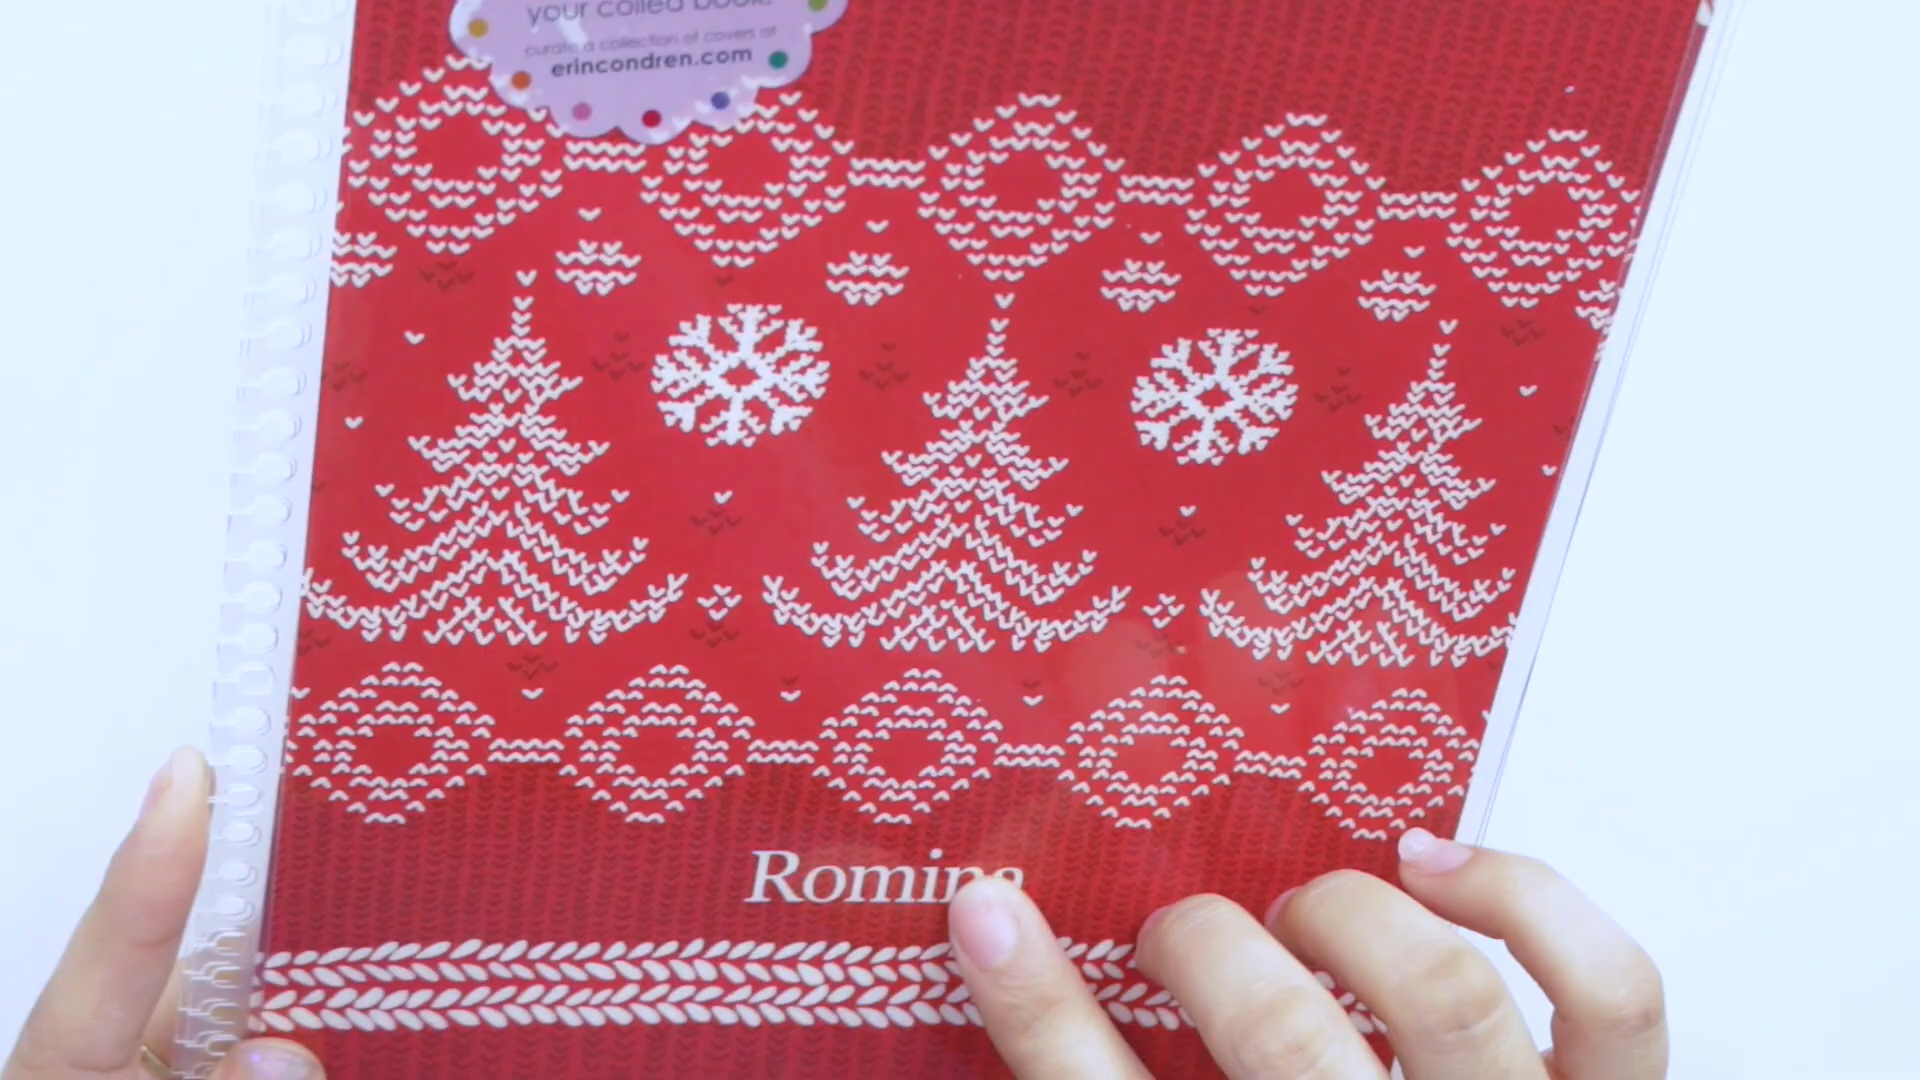 your coiled book.
curate a collection of covers at
erincondren.com
Romina